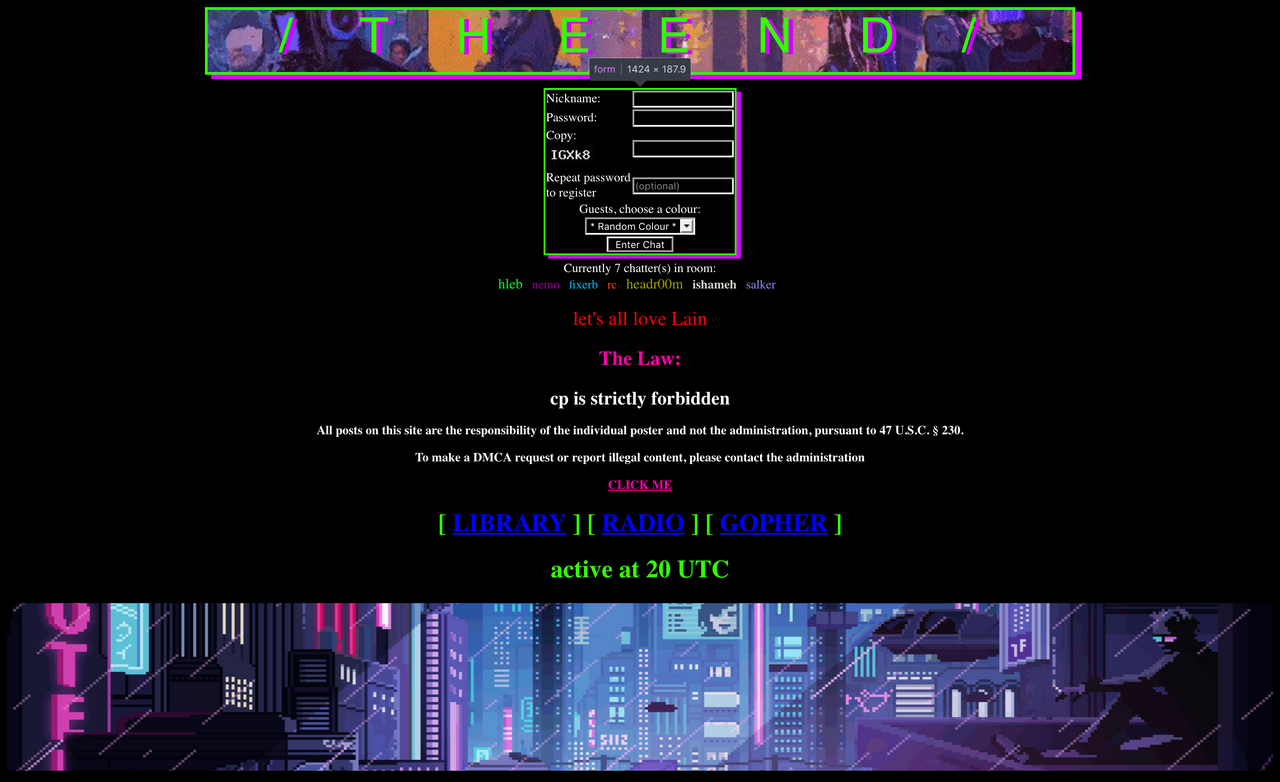 / T H E E N D /
form | 1424 × 187.9
Nickname:
Password:
Copy:
IGXk8
Repeat password
to register
(optional)
Guests, choose a colour:
* Random Colour *
Enter Chat
Currently 7 chatter(s) in room:
hleb nemo fixerb rc headr00m ishameh salker
let's all love Lain
The Law:
cp is strictly forbidden
All posts on this site are the responsibility of the individual poster and not the administration, pursuant to 47 U.S.C. § 230.
To make a DMCA request or report illegal content, please contact the administration
CLICK ME
[ LIBRARY ] [ RADIO ] [ GOPHER ]
active at 20 UTC